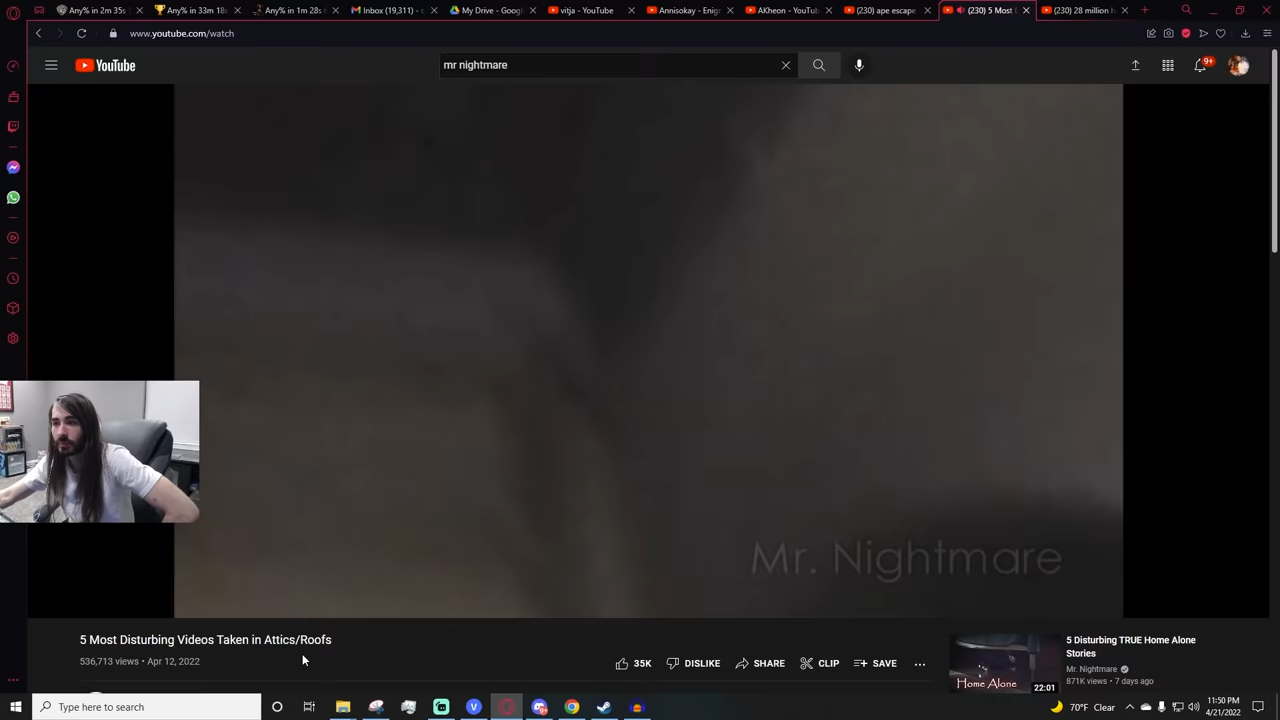 Any% in 2m 35s
Any% in 33m 18s
Any% in 1m 28s
Inbox (19,311) -
My Drive - Google
vitja - YouTube
Annisokay - Enig
AKheon - YouTube
(230) ape escape
(230) 5 Most
(230) 28 million
www.youtube.com/watch
YouTube
mr nightmare
9+
Mr. Nightmare
5 Most Disturbing Videos Taken in Attics/Roofs
536,713 views • Apr 12, 2022
35K
DISLIKE
SHARE
CLIP
SAVE
Home Alone
22:01
5 Disturbing TRUE Home Alone
Stories
Mr. Nightmare
871K views • 7 days ago
Type here to search
70°F Clear
11:50 PM
4/21/2022